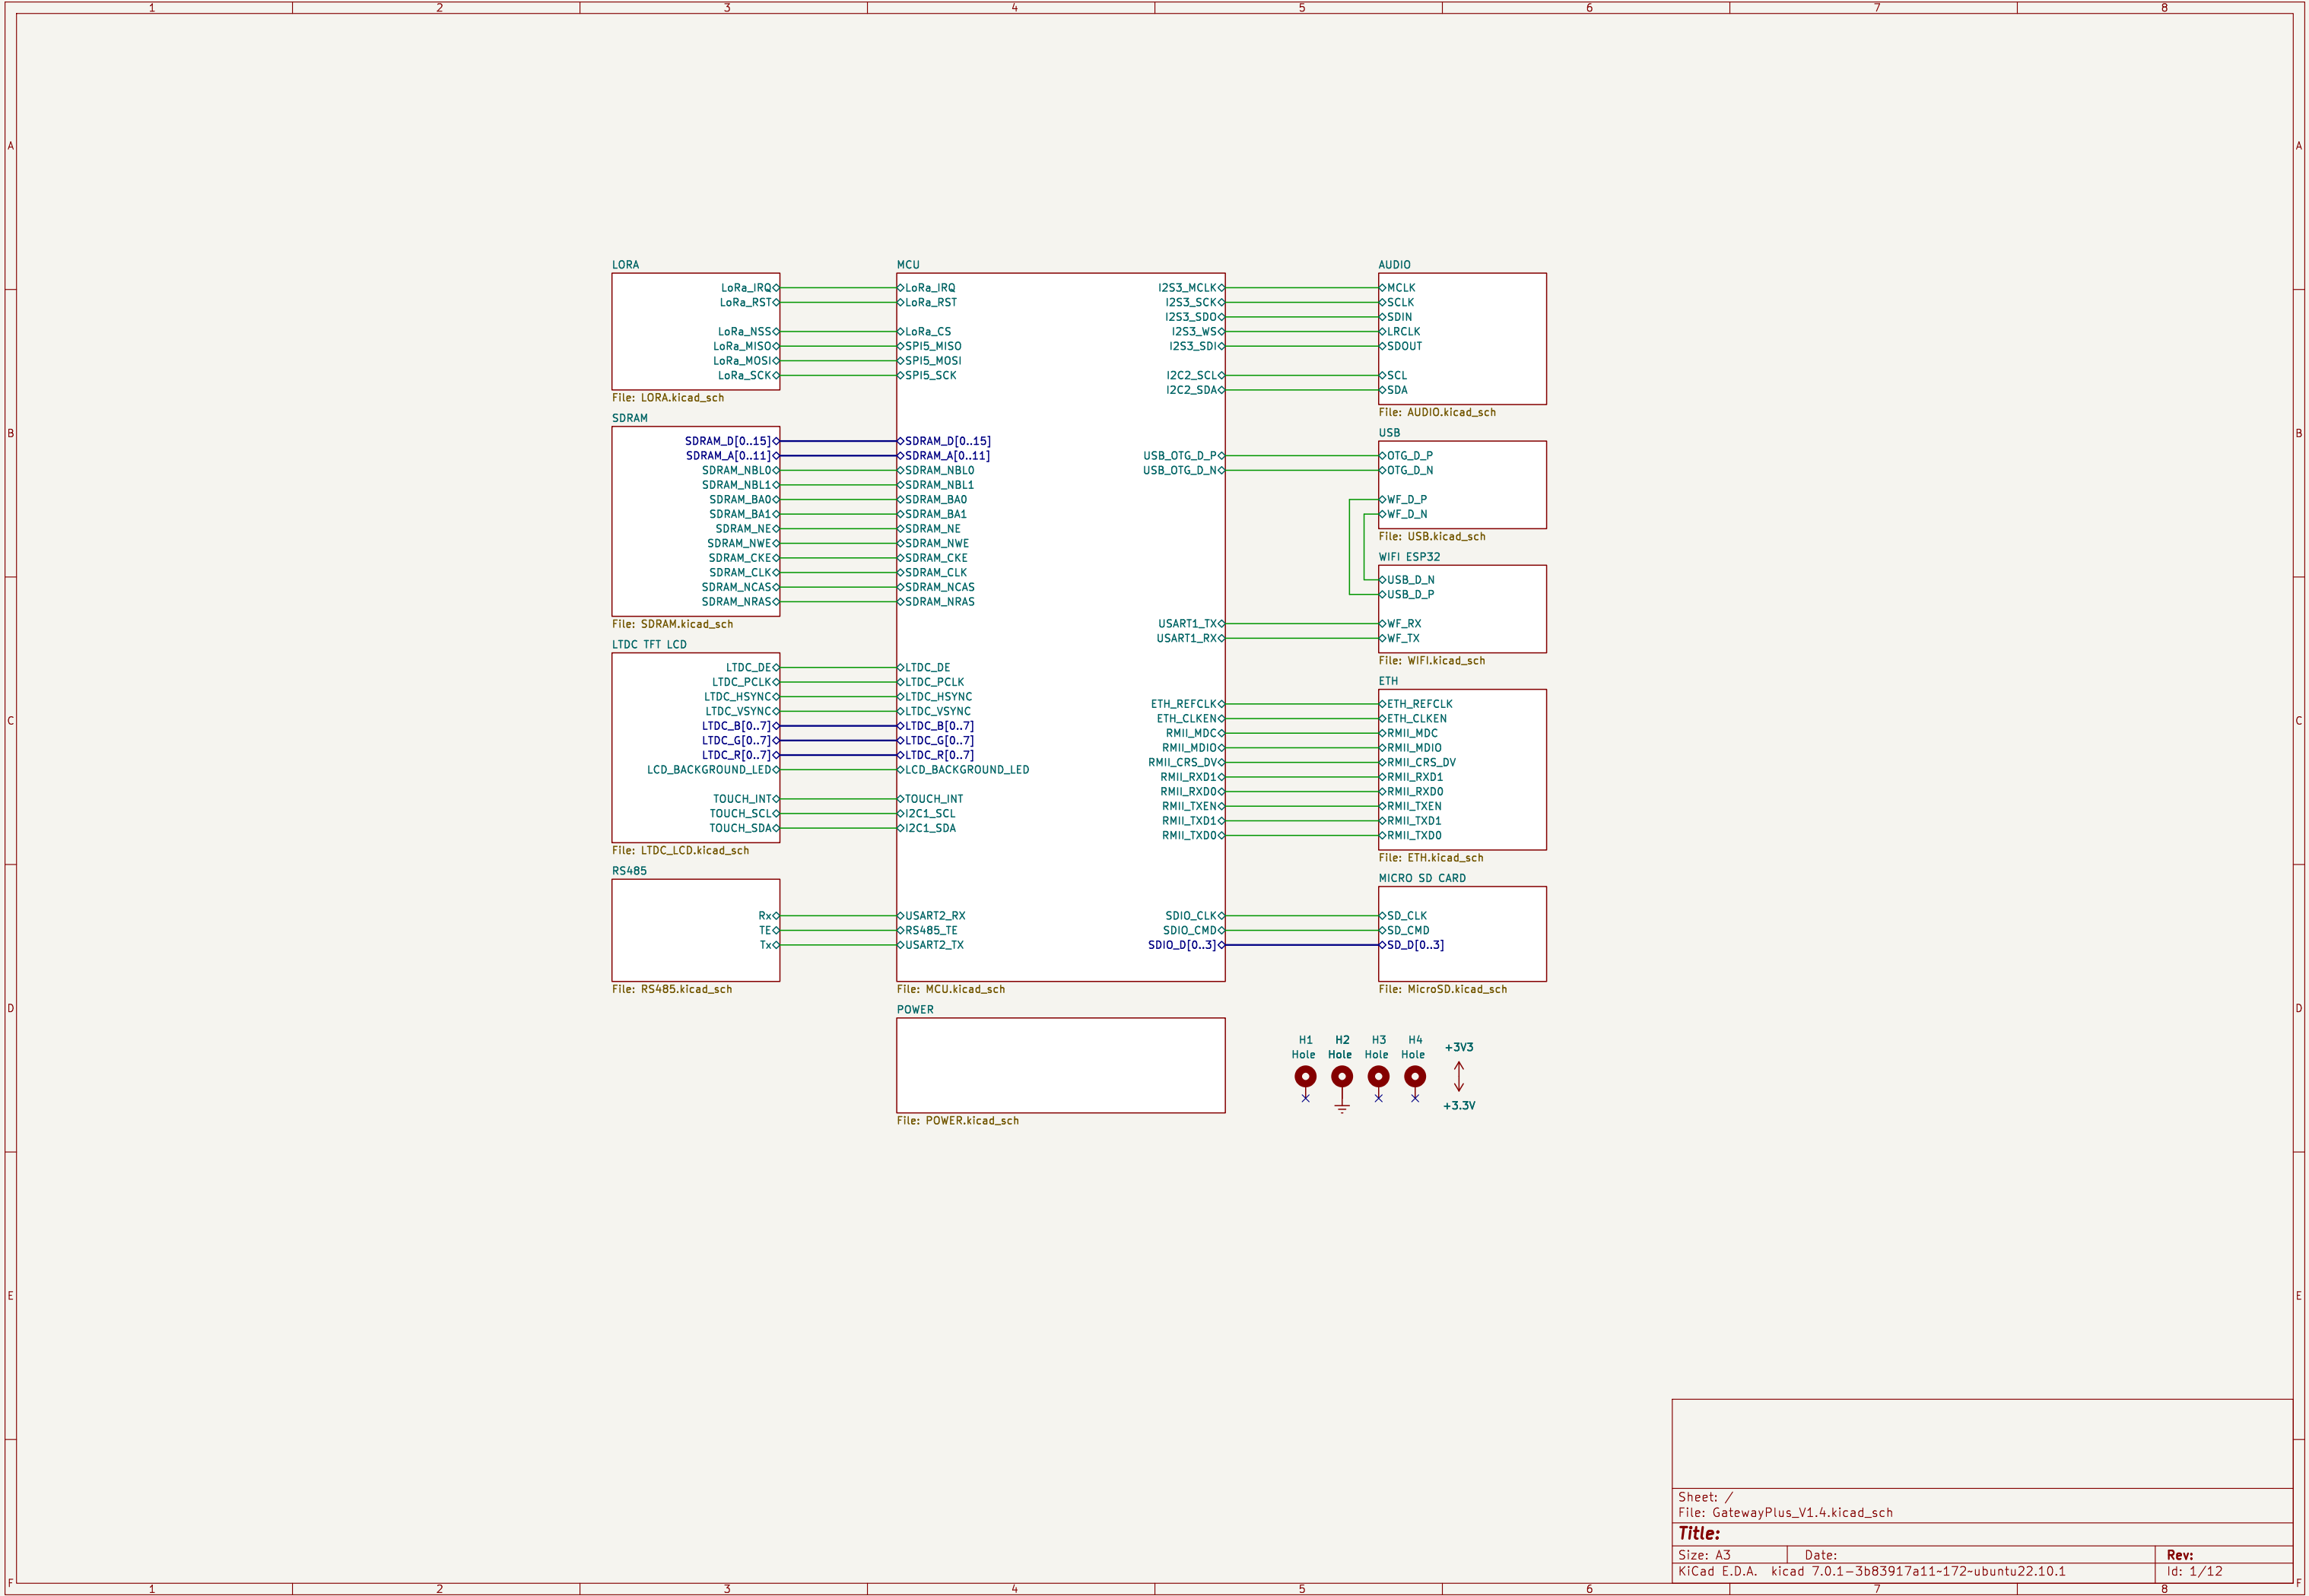 1 2 3 4 5 6 7 8
A A
B B
C C
D D
E E
F F
1 2 3 4 5 6 7 8
LORA
LoRa_IRQ
LoRa_RST
LoRa_NSS
LoRa_MISO
LoRa_MOSI
LoRa_SCK
File: LORA.kicad_sch
SDRAM
SDRAM_D[0..15]
SDRAM_A[0..11]
SDRAM_NBL0
SDRAM_NBL1
SDRAM_BA0
SDRAM_BA1
SDRAM_NE
SDRAM_NWE
SDRAM_CKE
SDRAM_CLK
SDRAM_NCAS
SDRAM_NRAS
File: SDRAM.kicad_sch
LTDC TFT LCD
LTDC_DE
LTDC_PCLK
LTDC_HSYNC
LTDC_VSYNC
LTDC_B[0..7]
LTDC_G[0..7]
LTDC_R[0..7]
LCD_BACKGROUND_LED
TOUCH_INT
TOUCH_SCL
TOUCH_SDA
File: LTDC_LCD.kicad_sch
RS485
Rx
TE
Tx
File: RS485.kicad_sch
MCU
LoRa_IRQ
LoRa_RST
LoRa_CS
SPI5_MISO
SPI5_MOSI
SPI5_SCK
SDRAM_D[0..15]
SDRAM_A[0..11]
SDRAM_NBL0
SDRAM_NBL1
SDRAM_BA0
SDRAM_BA1
SDRAM_NE
SDRAM_NWE
SDRAM_CKE
SDRAM_CLK
SDRAM_NCAS
SDRAM_NRAS
LTDC_DE
LTDC_PCLK
LTDC_HSYNC
LTDC_VSYNC
LTDC_B[0..7]
LTDC_G[0..7]
LTDC_R[0..7]
LCD_BACKGROUND_LED
TOUCH_INT
I2C1_SCL
I2C1_SDA
USART2_RX
RS485_TE
USART2_TX
I2S3_MCLK
I2S3_SCK
I2S3_SDO
I2S3_WS
I2S3_SDI
I2C2_SCL
I2C2_SDA
USB_OTG_D_P
USB_OTG_D_N
USART1_TX
USART1_RX
ETH_REFCLK
ETH_CLKEN
RMII_MDC
RMII_MDIO
RMII_CRS_DV
RMII_RXD1
RMII_RXD0
RMII_TXEN
RMII_TXD1
RMII_TXD0
SDIO_CLK
SDIO_CMD
SDIO_D[0..3]
File: MCU.kicad_sch
POWER
File: POWER.kicad_sch
AUDIO
MCLK
SCLK
SDIN
LRCLK
SDOUT
SCL
SDA
File: AUDIO.kicad_sch
USB
OTG_D_P
OTG_D_N
WF_D_P
WF_D_N
File: USB.kicad_sch
WIFI ESP32
USB_D_N
USB_D_P
WF_RX
WF_TX
File: WIFI.kicad_sch
ETH
ETH_REFCLK
ETH_CLKEN
RMII_MDC
RMII_MDIO
RMII_CRS_DV
RMII_RXD1
RMII_RXD0
RMII_TXEN
RMII_TXD1
RMII_TXD0
File: ETH.kicad_sch
MICRO SD CARD
SD_CLK
SD_CMD
SD_D[0..3]
File: MicroSD.kicad_sch
H1 H2 H3 H4
Hole Hole Hole Hole
+3V3
+3.3V
Sheet: /
File: GatewayPlus_V1.4.kicad_sch
Title:
Size: A3 Date: Rev:
KiCad E.D.A. kicad 7.0.1-3b83917a11~172~ubuntu22.10.1 Id: 1/12